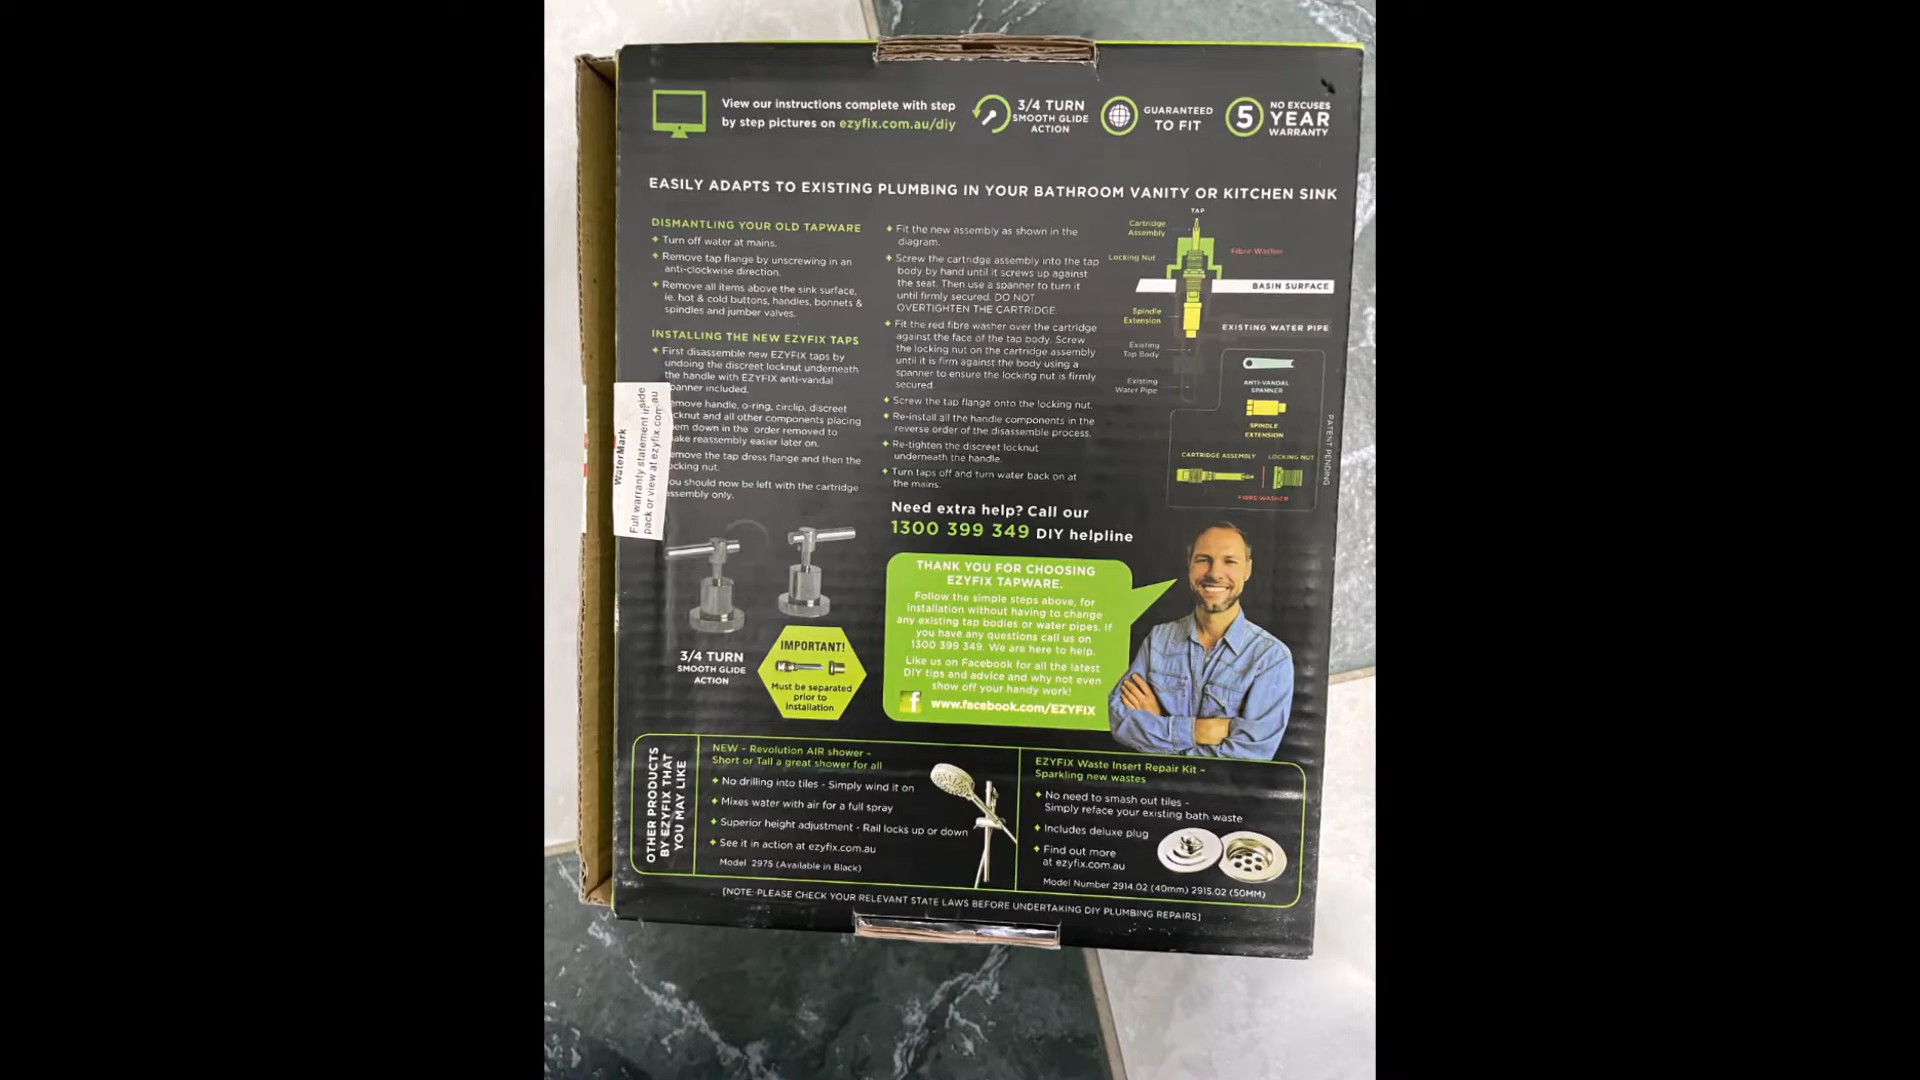 View our instructions complete with step
by step pictures on ezyfix.com.au/diy
3/4 TURN
SMOOTH GLIDE
ACTION
GUARANTEED
TO FIT
5
NO EXCUSES
YEAR
WARRANTY
EASILY ADAPTS TO EXISTING PLUMBING IN YOUR BATHROOM VANITY OR KITCHEN SINK
DISMANTLING YOUR OLD TAPWARE
Turn off water at mains.
Remove tap flange by unscrewing in an
anti-clockwise direction.
Remove all items above the sink surface,
ie. hot & cold buttons, handles, bonnets &
spindles and jumber valves.
INSTALLING THE NEW EZYFIX TAPS
First disassemble new EZYFIX taps by
undoing the discreet locknut underneath
the handle with EZYFIX anti-vandal
panner included.
emove handle, o-ring, circlip, discreet
cknut and all other components placing
em down in the order removed to
ake reassembly easier later on.
emove the tap dress flange and then the
ocking nut.
ou should now be left with the cartridge
ssembly only.
WaterMark
Full warranty statement inside
pack or view at ezyfix.com.au
Fit the new assembly as shown in the
diagram.
Screw the cartridge assembly into the tap
body by hand until it screws up against
the seat. Then use a spanner to turn it
until firmly secured. DO NOT
OVERTIGHTEN THE CARTRIDGE.
Fit the red fibre washer over the cartridge
against the face of the tap body. Screw
the locking nut on the cartridge assembly
until it is firm against the body using a
spanner to ensure the locking nut is firmly
secured.
Screw the tap flange onto the locking nut.
Re-install all the handle components in the
reverse order of the disassemble process.
Re-tighten the discreet locknut
underneath the handle.
Turn taps off and turn water back on at
the mains.
TAP
Cartridge
Assembly
Fibre Washer
Locking Nut
BASIN SURFACE
Spindle
Extension
EXISTING WATER PIPE
Existing
Tap Body
Existing
Water Pipe
ANTI-VANDAL
SPANNER
SPINDLE
EXTENSION
CARTRIDGE ASSEMBLY
LOCKING NUT
FIBRE WASHER
PATENT PENDING
Need extra help? Call our
1300 399 349 DIY helpline
THANK YOU FOR CHOOSING
EZYFIX TAPWARE.
Follow the simple steps above, for
installation without having to change
any existing tap bodies or water pipes. If
you have any questions call us on
1300 399 349. We are here to help.
Like us on Facebook for all the latest
DIY tips and advice and why not even
show off your handy work!
f www.facebook.com/EZYFIX
3/4 TURN
SMOOTH GLIDE
ACTION
IMPORTANT!
Must be separated
prior to
installation
OTHER PRODUCTS
BY EZYFIX THAT
YOU MAY LIKE
NEW - Revolution AIR shower -
Short or Tall a great shower for all
No drilling into tiles - Simply wind it on
Mixes water with air for a full spray
Superior height adjustment - Rail locks up or down
See it in action at ezyfix.com.au
Model 2975 (Available in Black)
EZYFIX Waste Insert Repair Kit -
Sparkling new wastes
No need to smash out tiles -
Simply reface your existing bath waste
Includes deluxe plug
Find out more
at ezyfix.com.au
Model Number 2914.02 (40mm) 2915.02 (50MM)
[NOTE: PLEASE CHECK YOUR RELEVANT STATE LAWS BEFORE UNDERTAKING DIY PLUMBING REPAIRS]